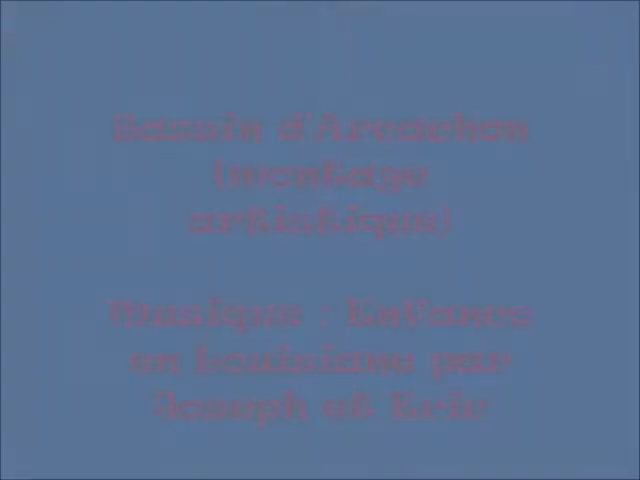 Bassin d'Arcachon
(montage
artistique)
Musique : Enfance
en Louisiane par
Joseph et Eric